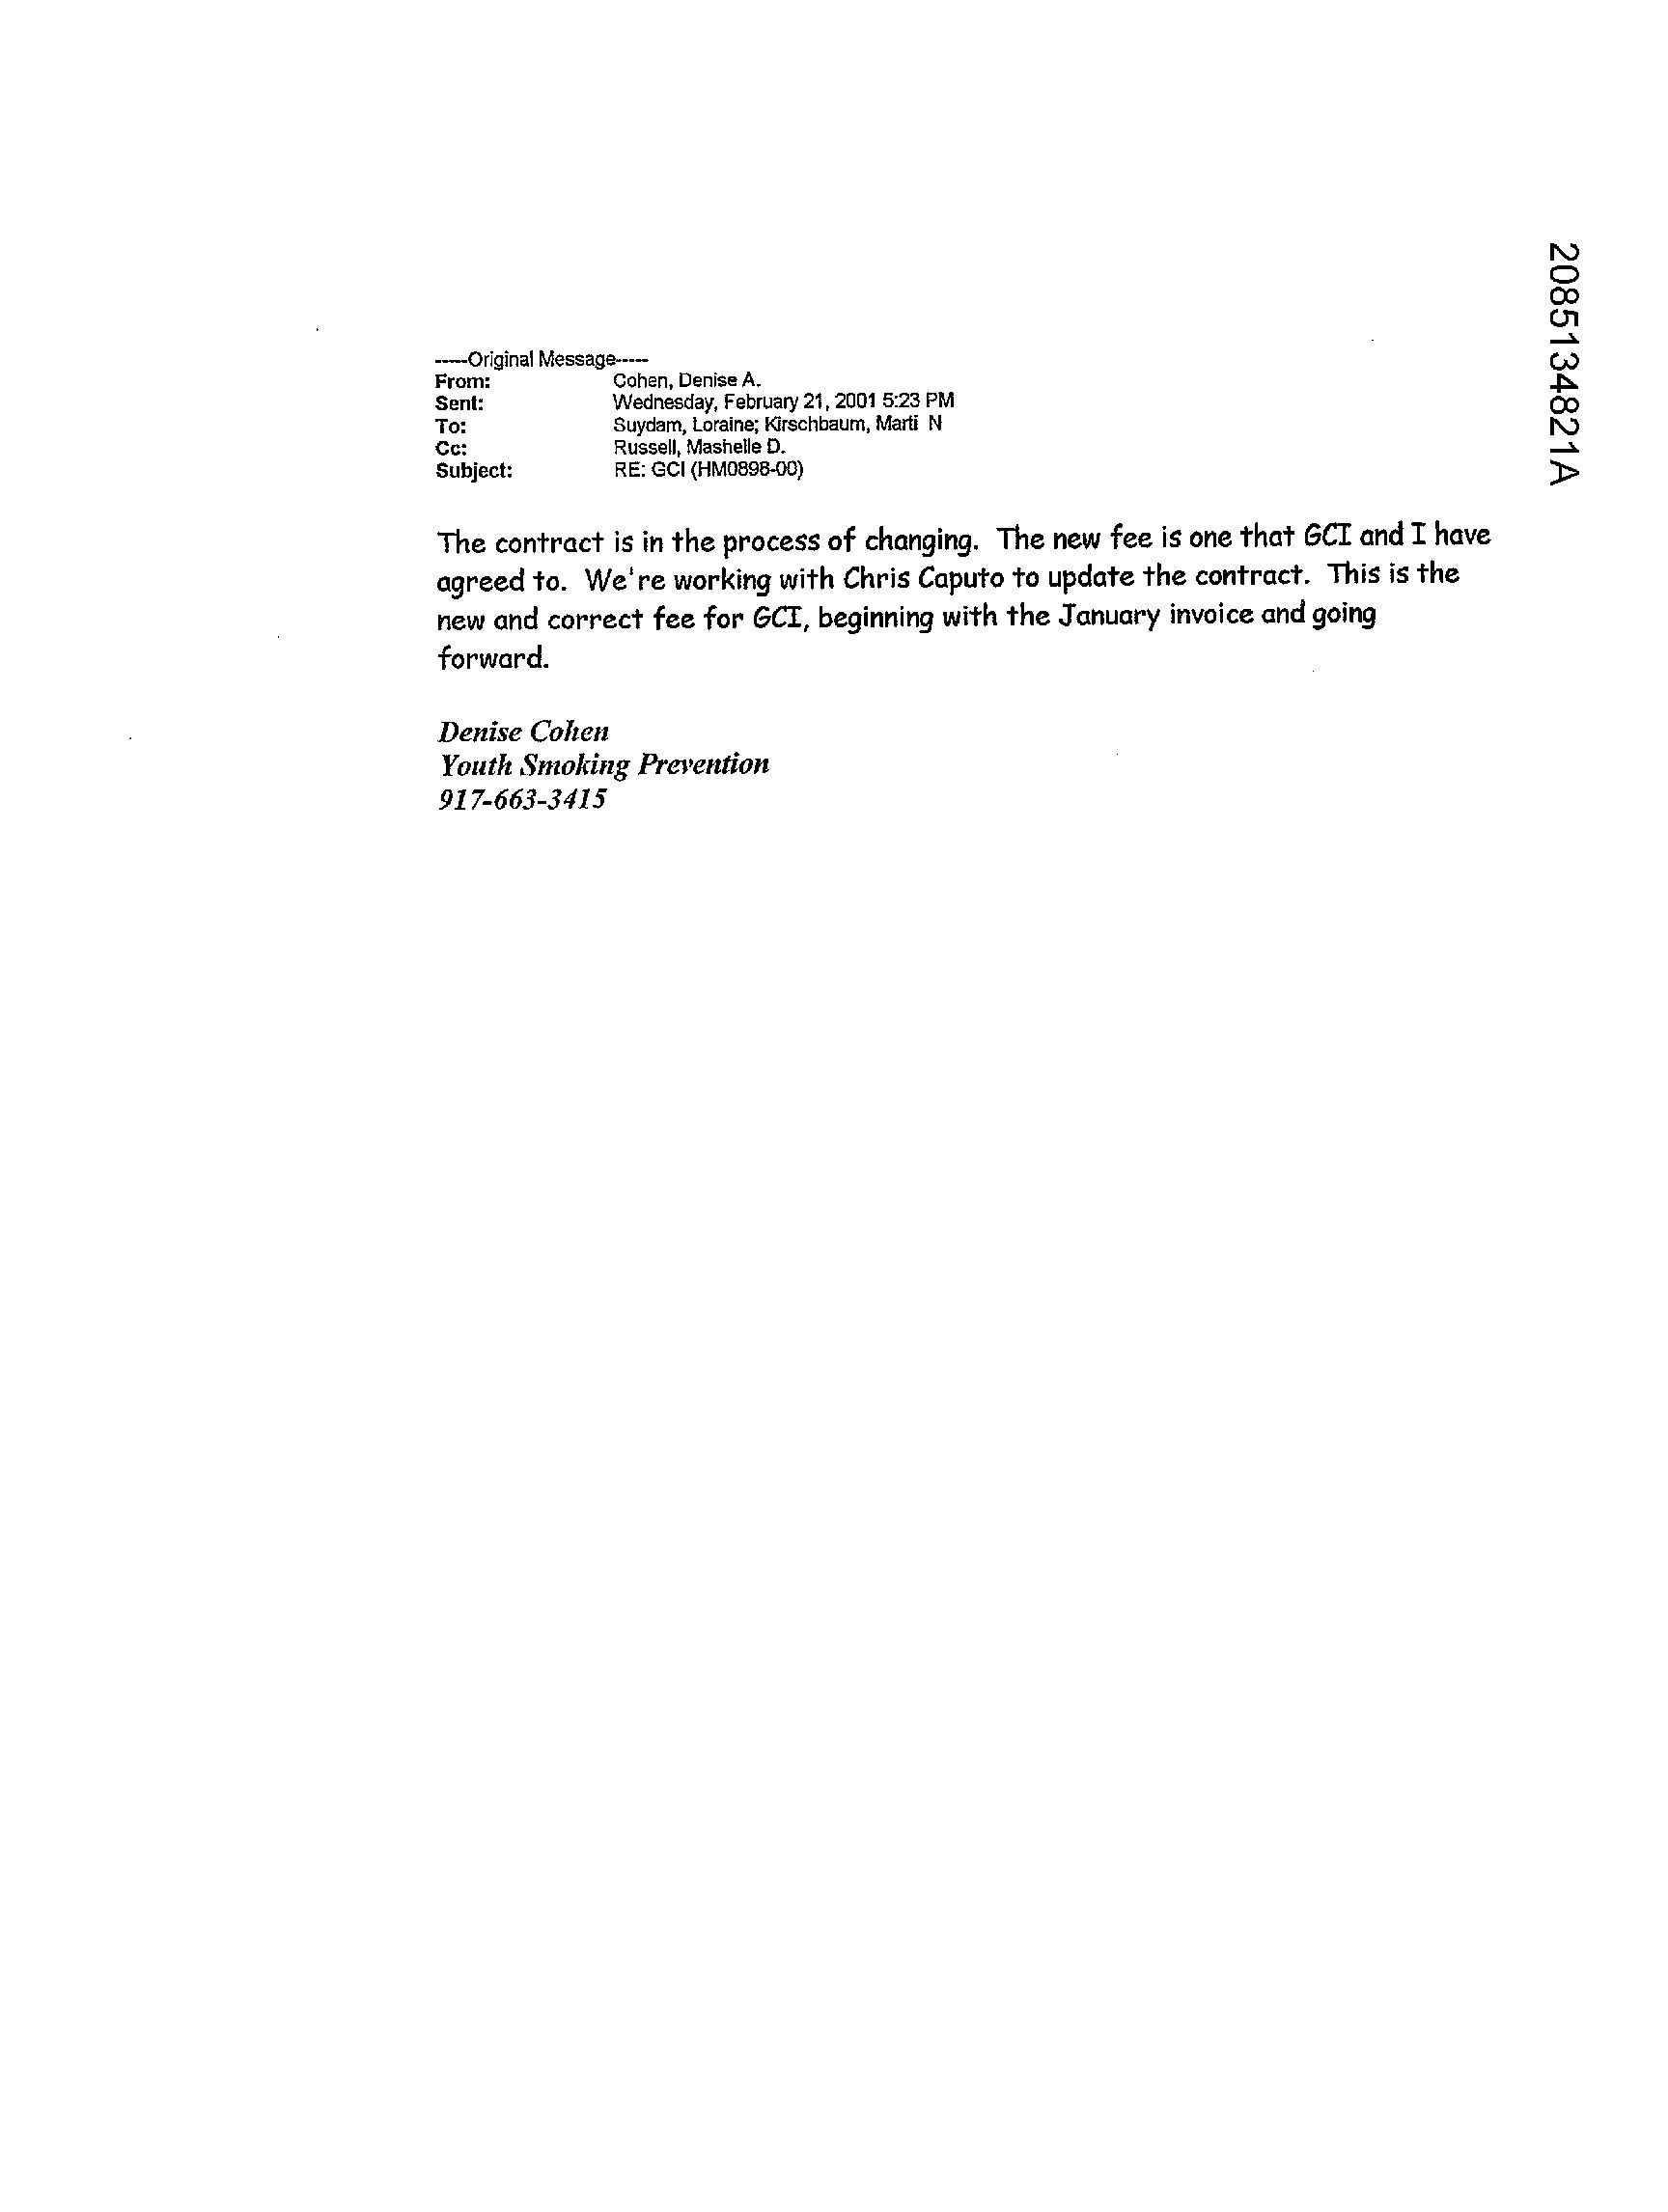 2085134821A
-----Original Message-----
From: Cohen, Denise A.
Sent: Wednesday, February 21, 2001 5:23 PM
To: Suydam, Loraine; Kirschbaum, Marti N
Cc: Russell, Mashelle D.
Subject: RE: GCI (HM0898-00)
The contract is in the process of changing. The new fee is one that GCI and I have
agreed to. We're working with Chris Caputo to update the contract. This is the
new and correct fee for GCI, beginning with the January invoice and going
forward.
Denise Cohen
Youth Smoking Prevention
917-663-3415